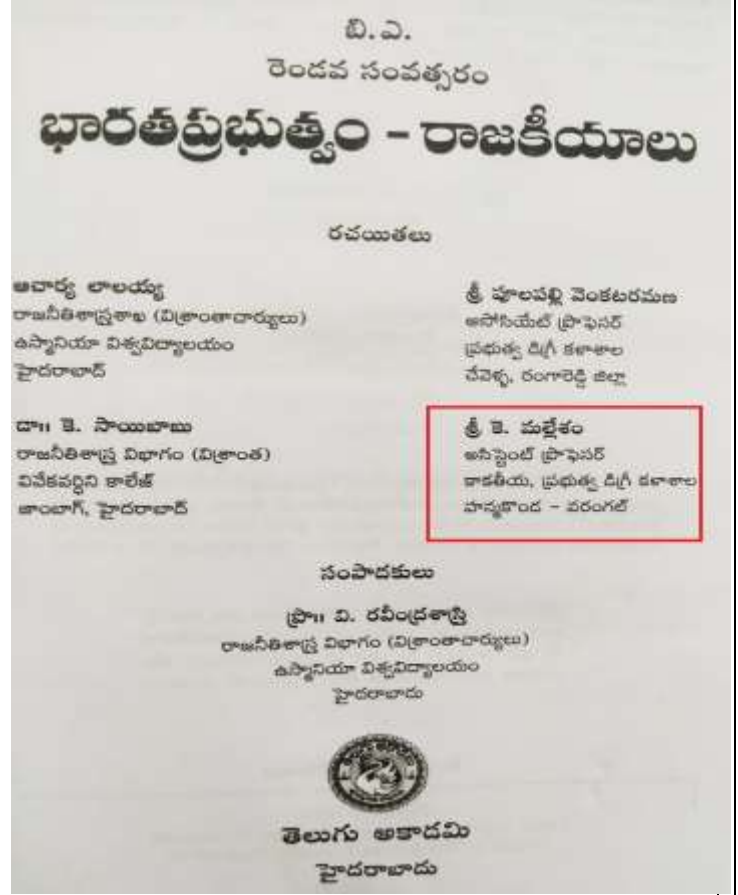 బి.ఎ.
రెండవ సంవత్సరం
భారతప్రభుత్వం - రాజకీయాలు
రచయితలు
ఆచార్య లాలయ్య
రాజనీతిశాస్త్రశాఖ (విశ్రాంతాచార్యులు)
ఉస్మానియా విశ్వవిద్యాలయం
హైదరాబాద్
శ్రీ పూలపల్లి వెంకటరమణ
అసోసియేట్ ప్రొఫెసర్
ప్రభుత్వ డిగ్రీ కళాశాల
చేవెళ్ళ, రంగారెడ్డి జిల్లా
డా॥ కె. సాయిబాబు
రాజనీతిశాస్త్ర విభాగం (విశ్రాంత)
వివేకవర్ధిని కాలేజ్
జాంబాగ్, హైదరాబాద్
శ్రీ కె. మల్లేశం
అసిస్టెంట్ ప్రొఫెసర్
కాకతీయ, ప్రభుత్వ డిగ్రీ కళాశాల
హన్మకొండ - వరంగల్
సంపాదకులు
ప్రొ॥ వి. రవీంద్రశాస్త్రి
రాజనీతిశాస్త్ర విభాగం (విశ్రాంతాచార్యులు)
ఉస్మానియా విశ్వవిద్యాలయం
హైదరాబాదు
తెలుగు అకాడమి
హైదరాబాదు